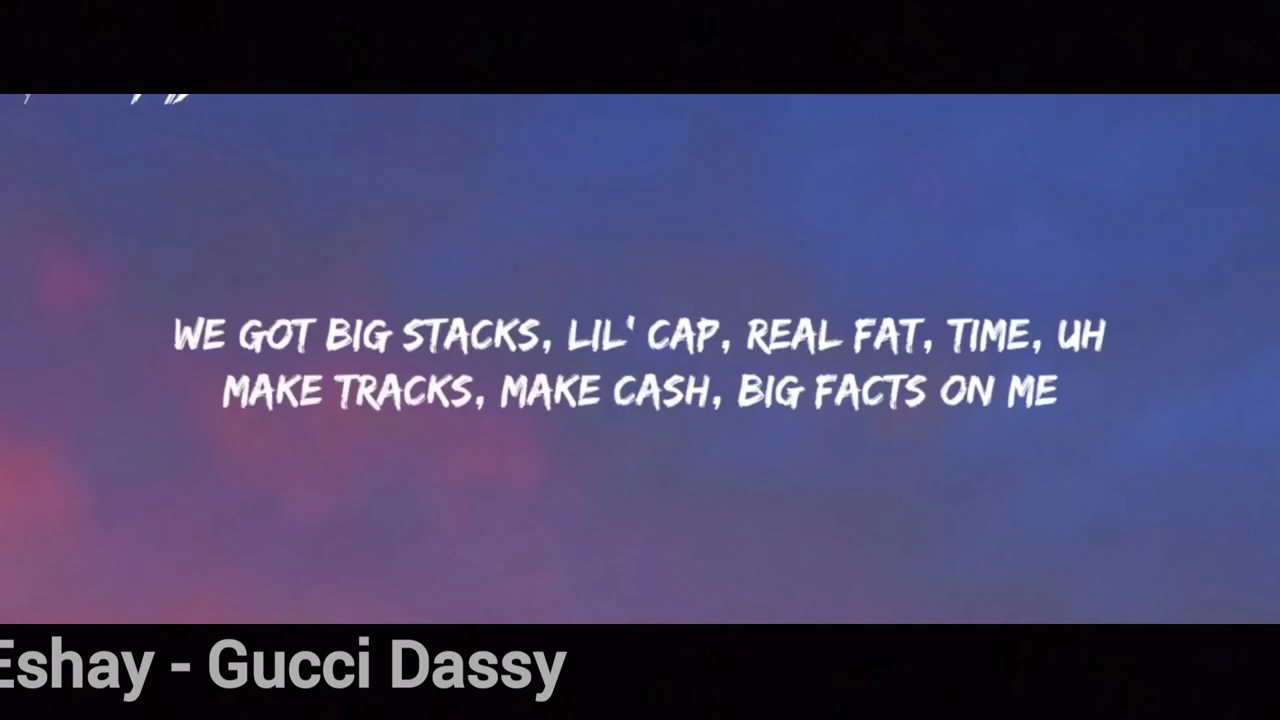 WE GOT BIG STACKS, LIL' CAP, REAL FAT, TIME, UH
MAKE TRACKS, MAKE CASH, BIG FACTS ON ME
Eshay - Gucci Dassy